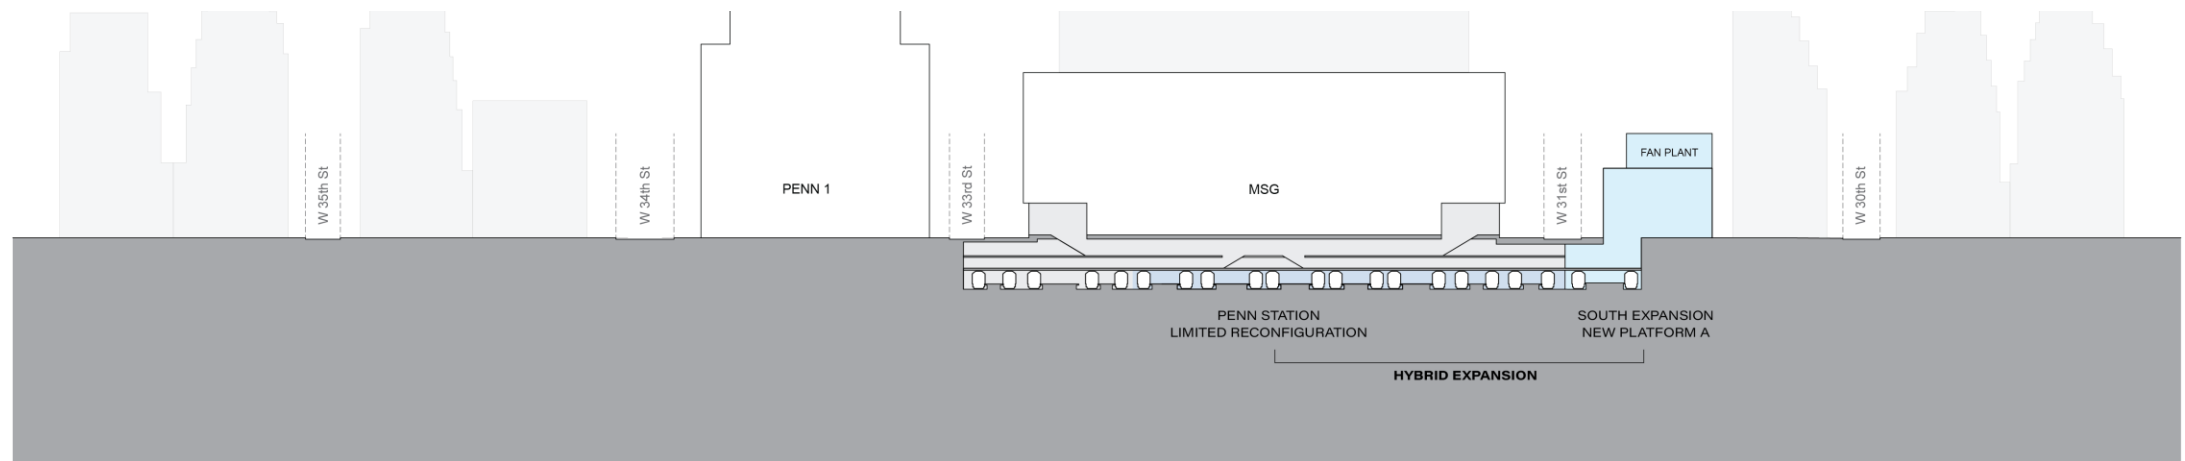 FAN PLANT
W 35th St
W 34th St
PENN 1
W 33rd St
MSG
W 31st St
W 30th St
PENN STATION
LIMITED RECONFIGURATION
SOUTH EXPANSION
NEW PLATFORM A
HYBRID EXPANSION